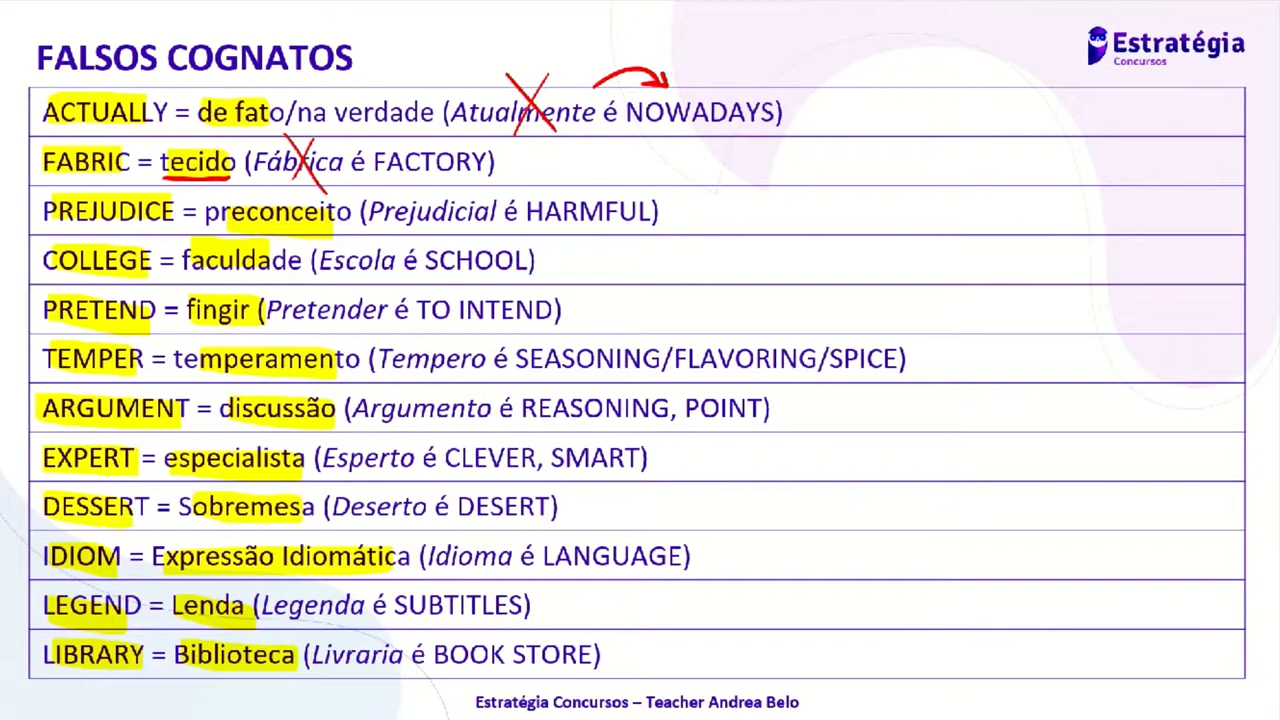 FALSOS COGNATOS
Estratégia
Concursos
ACTUALLY = de fato/na verdade (Atualmente é NOWADAYS)
FABRIC = tecido (Fábrica é FACTORY)
PREJUDICE = preconceito (Prejudicial é HARMFUL)
COLLEGE = faculdade (Escola é SCHOOL)
PRETEND = fingir (Pretender é TO INTEND)
TEMPER = temperamento (Tempero é SEASONING/FLAVORING/SPICE)
ARGUMENT = discussão (Argumento é REASONING, POINT)
EXPERT = especialista (Esperto é CLEVER, SMART)
DESSERT = Sobremesa (Deserto é DESERT)
IDIOM = Expressão Idiomática (Idioma é LANGUAGE)
LEGEND = Lenda (Legenda é SUBTITLES)
LIBRARY = Biblioteca (Livraria é BOOK STORE)
Estratégia Concursos – Teacher Andrea Belo